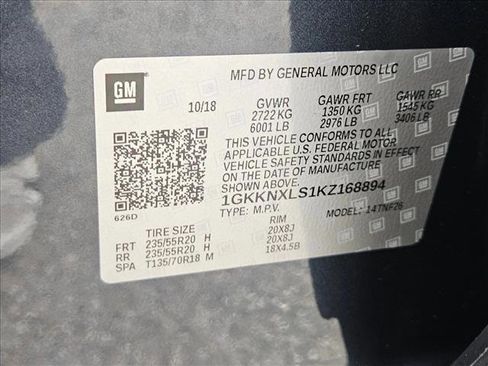 MFD BY GENERAL MOTORS LLC
GM
10/18 GVWR GAWR FRT GAWR RR
2722 KG 1350 KG 1545 KG
6001 LB 2976 LB 3406 LB
THIS VEHICLE CONFORMS TO ALL
APPLICABLE U.S. FEDERAL MOTOR
VEHICLE SAFETY STANDARDS IN EFFECT
ON THE DATE OF MANUFACTURE
SHOWN ABOVE.
1GKKNXLS1KZ168894
626D
TYPE: M.P.V. MODEL: 14TNF26
TIRE SIZE RIM
FRT 235/55R20 H 20X8J
RR 235/55R20 H 20X8J
SPA T135/70R18 M 18X4.5B